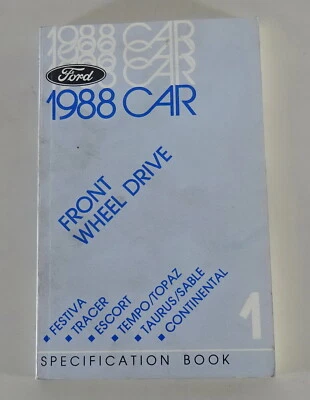 1988 CAR
1988 CAR
1988 CAR
Ford
1988 CAR
FRONT
WHEEL DRIVE
• FESTIVA
• TRACER
• ESCORT
• TEMPO/TOPAZ
• TAURUS/SABLE
• CONTINENTAL
1
SPECIFICATION BOOK